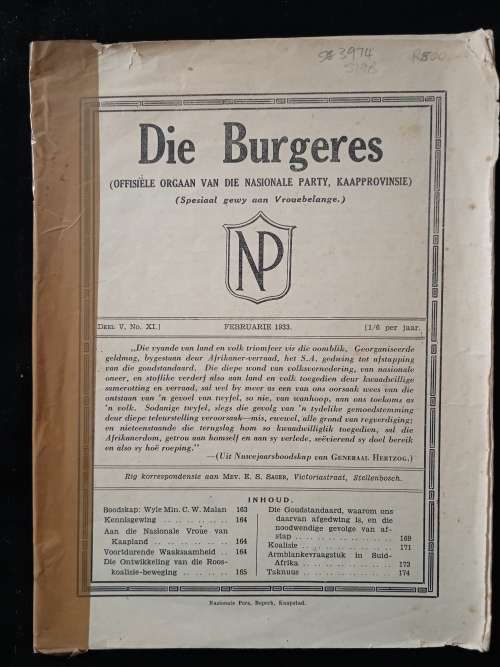 SB 3974
R500
Die Burgeres
(OFFISIËLE ORGAAN VAN DIE NASIONALE PARTY, KAAPPROVINSIE)
(Spesiaal gewy aan Vrouebelange.)
NP
DEEL V. No. XI.] FEBRUARIE 1933. [1/6 per jaar.
„Die vyande van land en volk triomfeer vir die oomblik. Georganiseerde
geldmag, bygestaan deur Afrikaner-verraad, het S.A. gedwing tot afstapping
van die goudstandaard. Die diepe wond van volksvernedering, van nasionale
oneer, en stoflike verderf also aan land en volk toegedien deur kwaadwillige
samerotting en verraad, sal wel by meer as een van ons oorsaak wees van die
ontstaan van 'n gevoel van twyfel, so nie, van wanhoop, aan ons toekoms as
'n volk. Sodanige twyfel, slegs die gevolg van 'n tydelike gemoedstemming
deur diepe teleurstelling veroorsaak—mis, evewel, alle grond van regverdiging;
en nieteenstaande die terugslag hom so kwaadwilliglik toegedien, sal die
Afrikanerdom, getrou aan homself en aan sy verlede, seëvierend sy doel bereik
en also sy hoë roeping."
—(Uit Nuwejaarsboodskap van GENERAAL HERTZOG.)
Rig korrespondensie aan MEV. E. S. SAUER, Victoriastraat, Stellenbosch.
INHOUD.
Boodskap: Wyle Min. C. W. Malan 163
Kennisgewing .. .. .. .. .. .. 164
Aan die Nasionale Vroue van
Kaapland .. .. .. .. .. .. 164
Voortdurende Waaksaamheid .. 164
Die Ontwikkeling van die Roos-
koalisie-beweging .. .. .. .. 165
Die Goudstandaard, waarom ons
daarvan afgedwing is, en die
noodwendige gevolge van af-
stap .. .. .. .. .. .. .. 169
Koalisie .. .. .. .. .. .. .. 171
Armblankevraagstuk in Suid-
Afrika .. .. .. .. .. .. .. 173
Taknuus .. .. .. .. .. .. .. 174
Nasionale Pers, Beperk, Kaapstad.